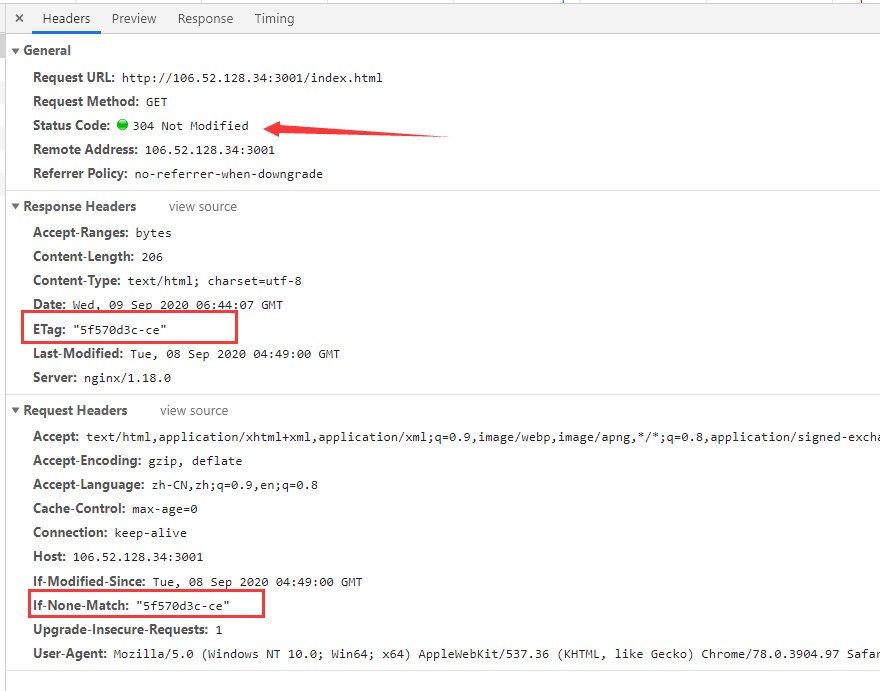 × Headers Preview Response Timing
▼ General
Request URL: http://106.52.128.34:3001/index.html
Request Method: GET
Status Code: 304 Not Modified
Remote Address: 106.52.128.34:3001
Referrer Policy: no-referrer-when-downgrade
▼ Response Headers view source
Accept-Ranges: bytes
Content-Length: 206
Content-Type: text/html; charset=utf-8
Date: Wed, 09 Sep 2020 06:44:07 GMT
ETag: "5f570d3c-ce"
Last-Modified: Tue, 08 Sep 2020 04:49:00 GMT
Server: nginx/1.18.0
▼ Request Headers view source
Accept: text/html,application/xhtml+xml,application/xml;q=0.9,image/webp,image/apng,*/*;q=0.8,application/signed-excha
Accept-Encoding: gzip, deflate
Accept-Language: zh-CN,zh;q=0.9,en;q=0.8
Cache-Control: max-age=0
Connection: keep-alive
Host: 106.52.128.34:3001
If-Modified-Since: Tue, 08 Sep 2020 04:49:00 GMT
If-None-Match: "5f570d3c-ce"
Upgrade-Insecure-Requests: 1
User-Agent: Mozilla/5.0 (Windows NT 10.0; Win64; x64) AppleWebKit/537.36 (KHTML, like Gecko) Chrome/78.0.3904.97 Safar